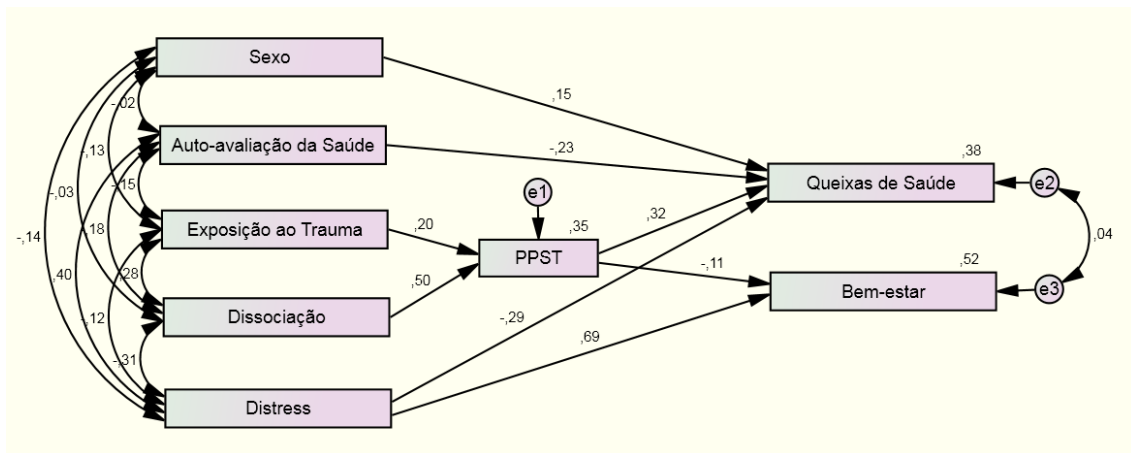 Sexo
,15
-,02
Auto-avaliação da Saúde
-,23
,38
-,13
Queixas de Saúde
e2
-,15
e1
-,03
Exposição ao Trauma
,20
,35
,32
-,14
-,18
PPST
,04
,40
,28
,50
-,11
,52
Bem-estar
e3
Dissociação
-,12
-,29
,69
-,31
Distress